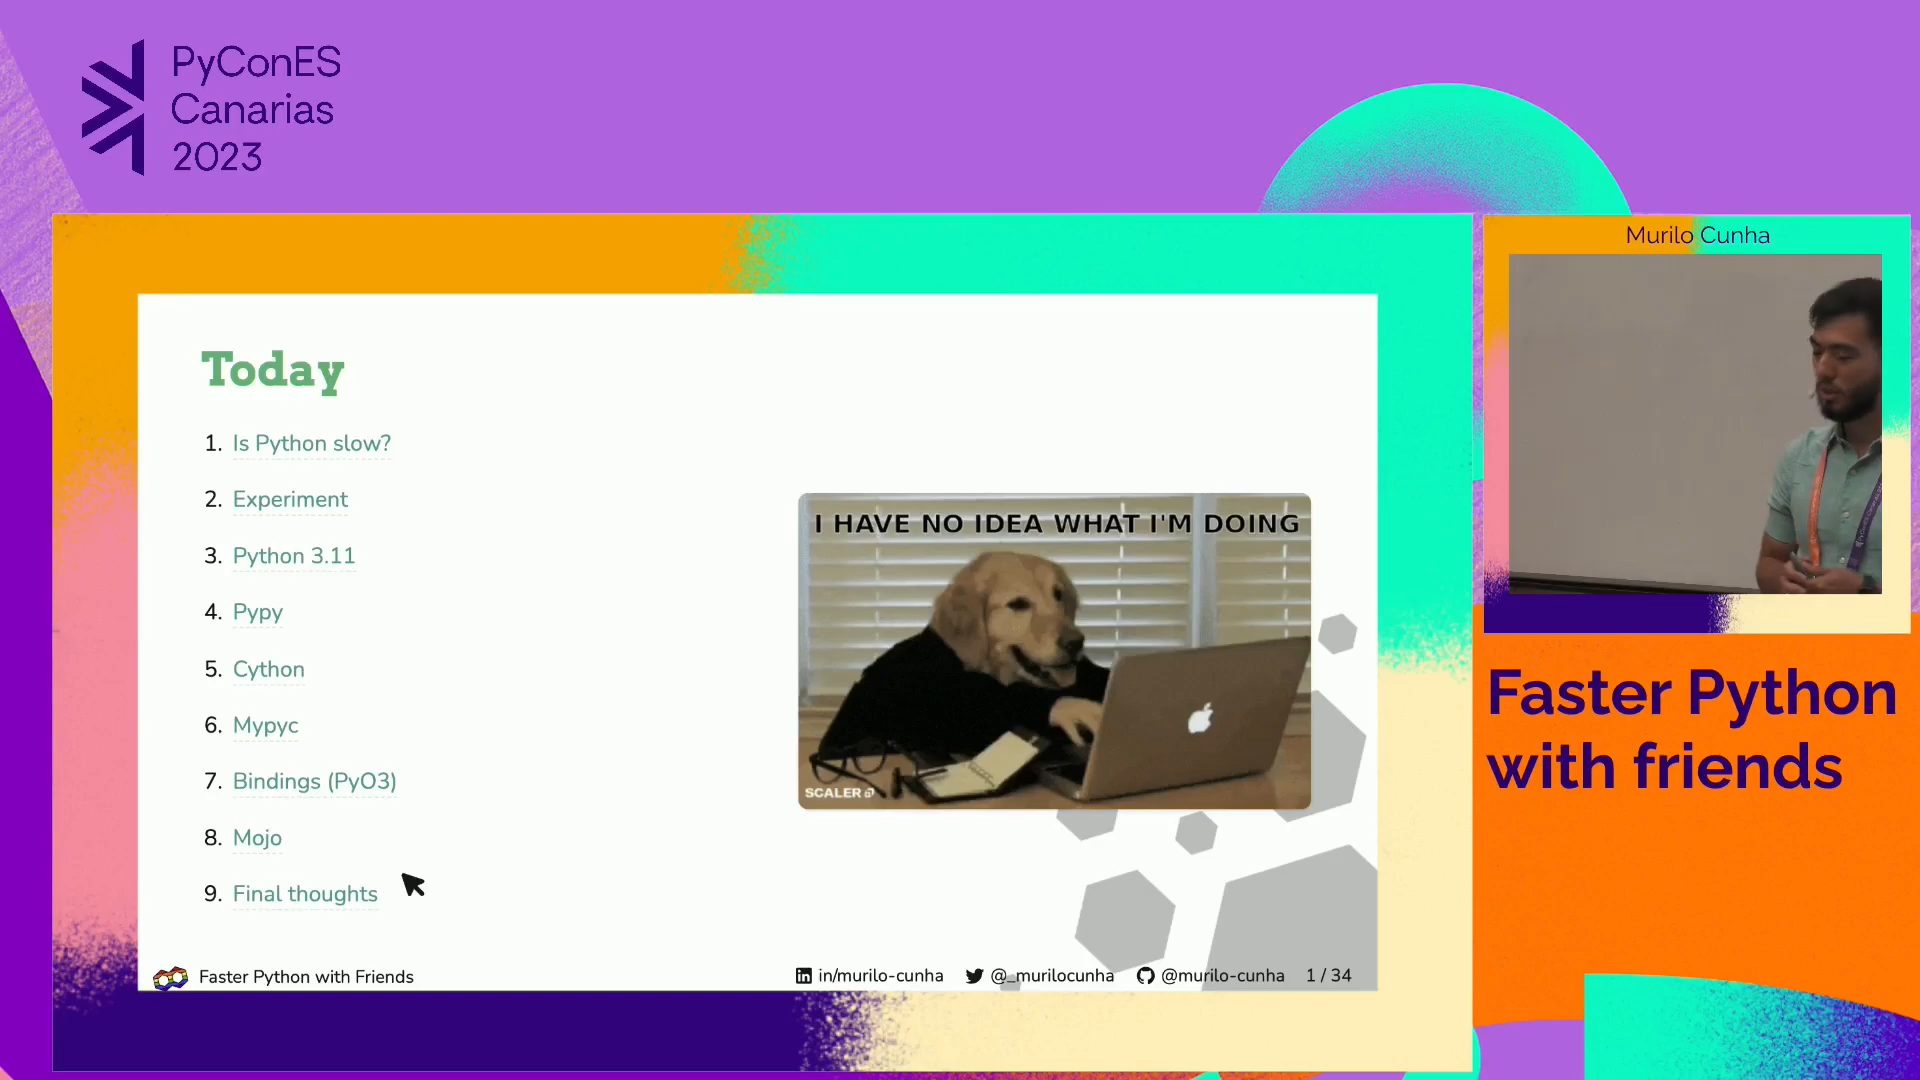 PyConES
Canarias
2023
Murilo Cunha
Today
1. Is Python slow?
2. Experiment
3. Python 3.11
4. Pypy
5. Cython
6. Mypyc
7. Bindings (PyO3)
8. Mojo
9. Final thoughts
I HAVE NO IDEA WHAT I'M DOING
SCALER
Faster Python with Friends
in/murilo-cunha
@_murilocunha
@murilo-cunha
1 / 34
Faster Python
with friends